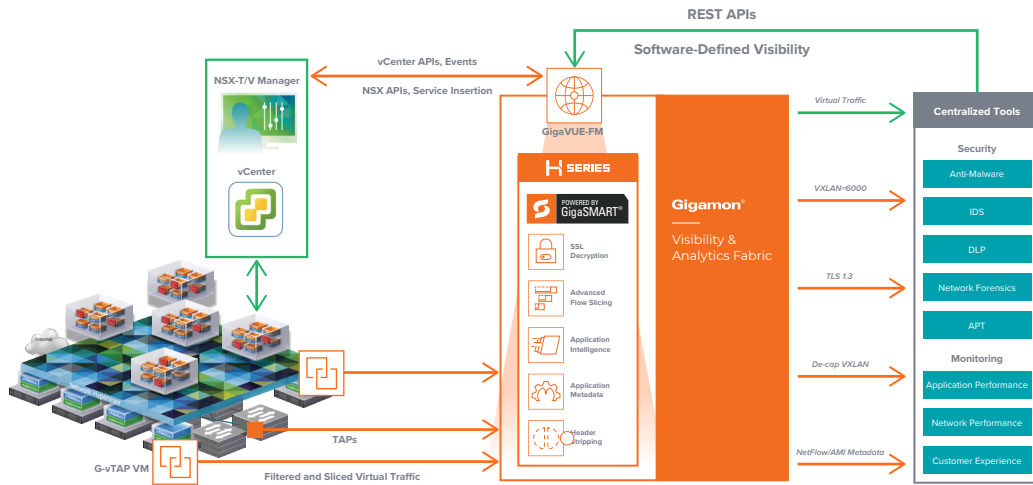 REST APIs
Software-Defined Visibility
NSX-T/V Manager
vCenter APIs, Events
NSX APIs, Service Insertion
vCenter
GigaVUE-FM
H SERIES
POWERED BY
GigaSMART®
SSL
Decryption
Advanced
Flow Slicing
Application
Intelligence
Application
Metadata
Header
Stripping
Gigamon®
Visibility &
Analytics Fabric
Virtual Traffic
VXLAN=6000
TLS 1.3
De-cap VXLAN
NetFlow/AMI Metadata
Centralized Tools
Security
Anti-Malware
IDS
DLP
Network Forensics
APT
Monitoring
Application Performance
Network Performance
Customer Experience
Internet
TAPs
G-vTAP VM
Filtered and Sliced Virtual Traffic